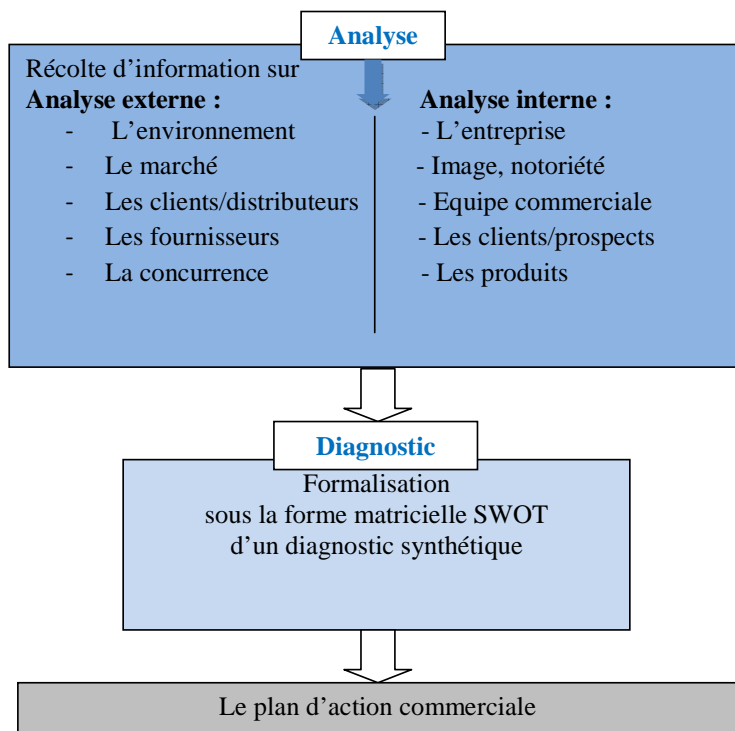 Analyse
Récolte d’information sur
Analyse externe :
- L’environnement
- Le marché
- Les clients/distributeurs
- Les fournisseurs
- La concurrence
Analyse interne :
- L’entreprise
- Image, notoriété
- Equipe commerciale
- Les clients/prospects
- Les produits
Diagnostic
Formalisation
sous la forme matricielle SWOT
d’un diagnostic synthétique
Le plan d’action commerciale